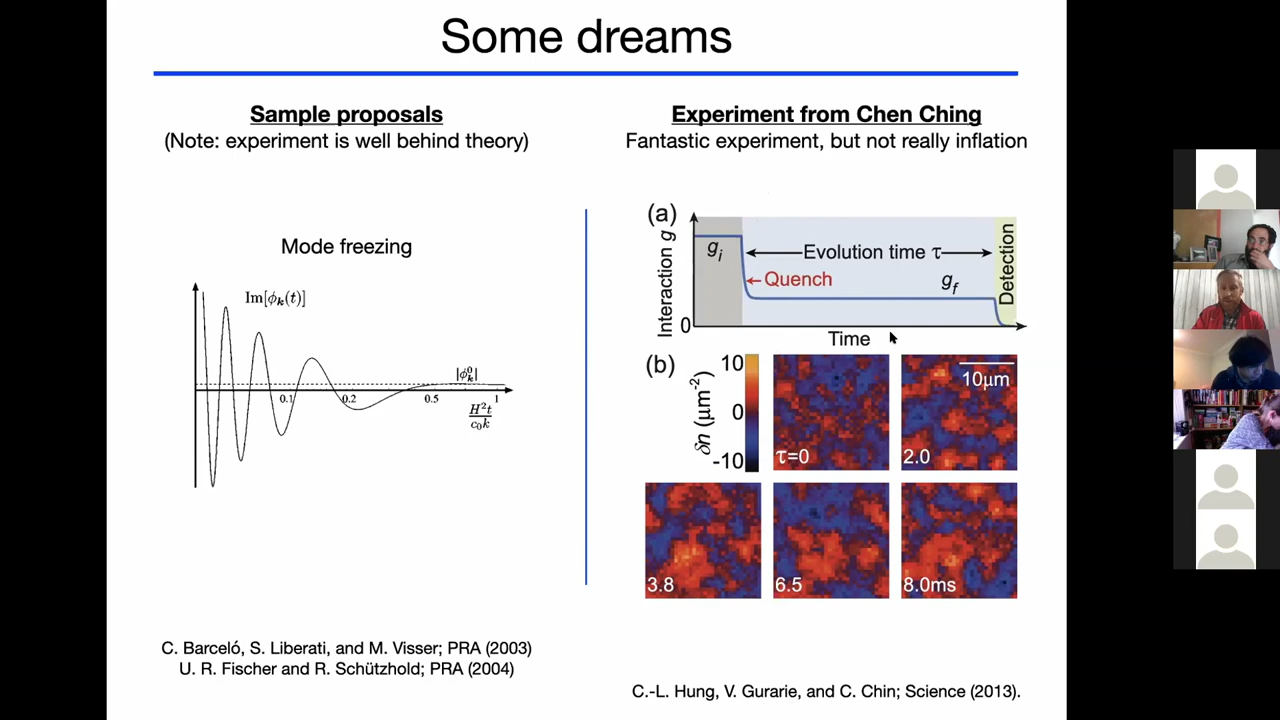 Some dreams
Sample proposals
(Note: experiment is well behind theory)
Mode freezing
Im[ϕk(t)]
|ϕ⁰k|
0.1
0.2
0.5
1
H²t
c₀k
C. Barceló, S. Liberati, and M. Visser; PRA (2003)
U. R. Fischer and R. Schützhold; PRA (2004)
Experiment from Chen Ching
Fantastic experiment, but not really inflation
(a)
Interaction g
0
gi
Evolution time τ
Quench
gf
Detection
Time
(b)
δn (μm⁻²)
10
0
-10
τ=0
10μm
2.0
3.8
6.5
8.0ms
C.-L. Hung, V. Gurarie, and C. Chin; Science (2013).